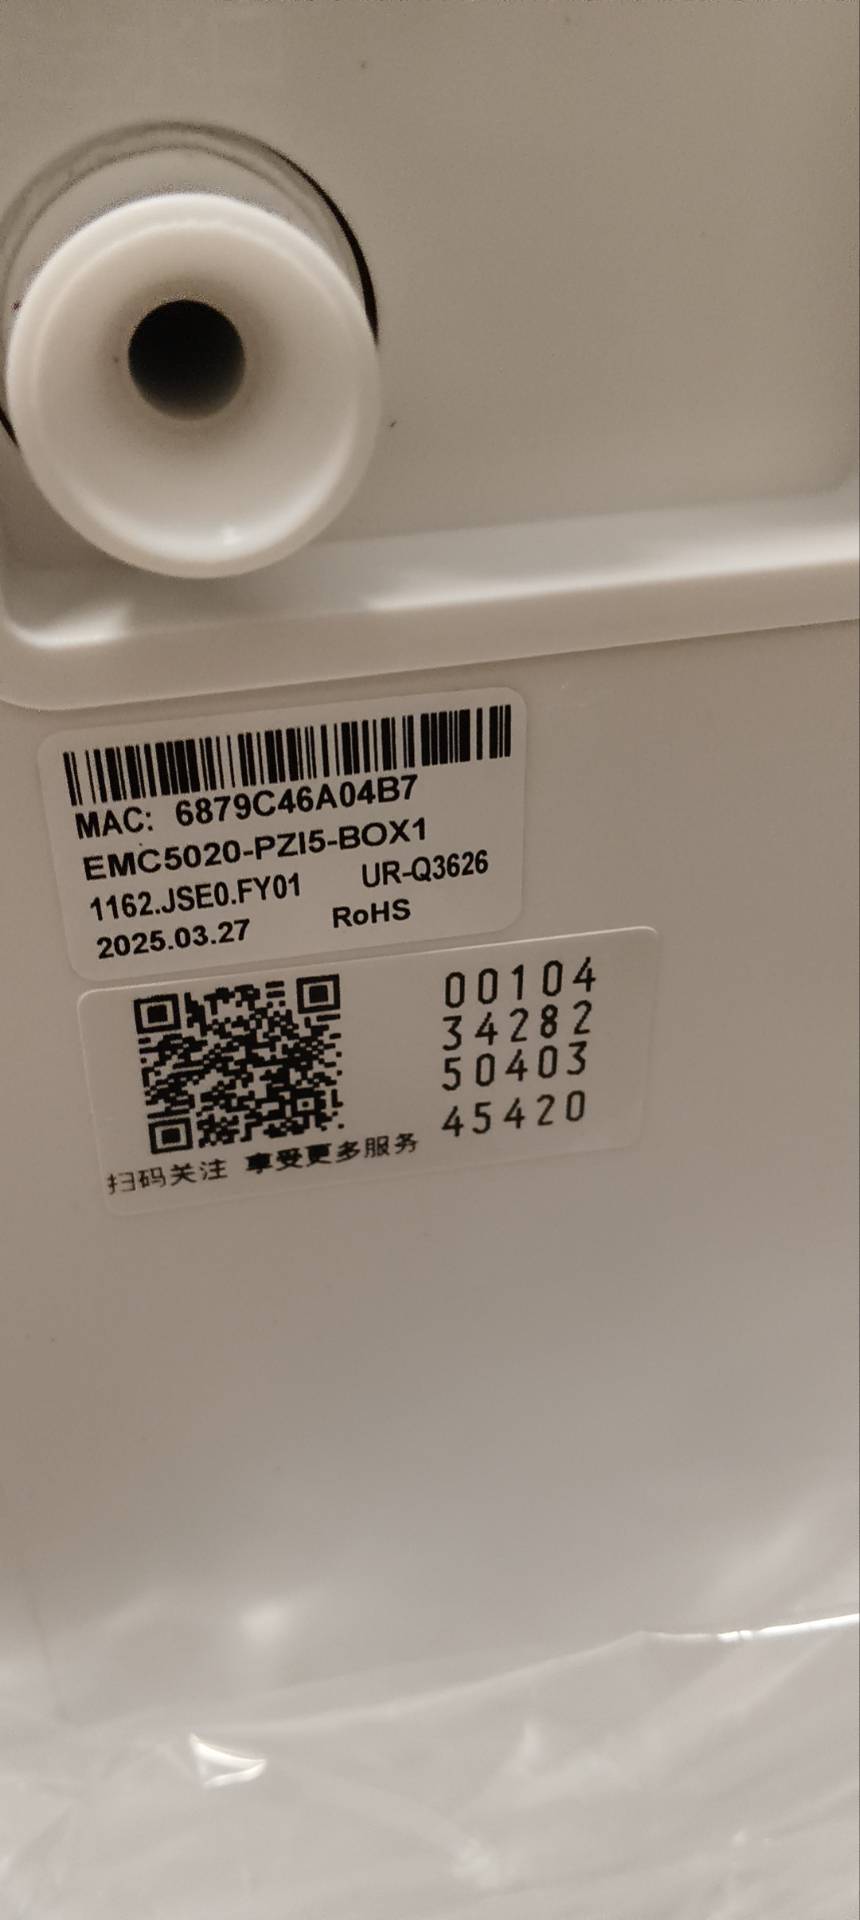 MAC: 6879C46A04B7
EMC5020-PZI5-BOX1
1162.JSE0.FY01 UR-Q3626
2025.03.27 RoHS
00104
34282
50403
45420
扫码关注 享受更多服务